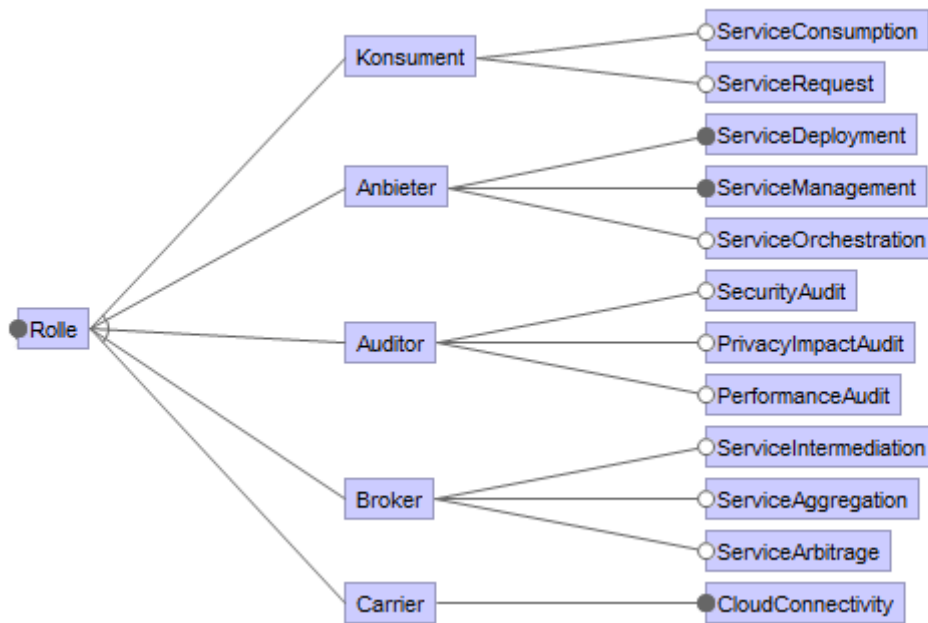 Rolle
Konsument
ServiceConsumption
ServiceRequest
Anbieter
ServiceDeployment
ServiceManagement
ServiceOrchestration
Auditor
SecurityAudit
PrivacyImpactAudit
PerformanceAudit
Broker
ServiceIntermediation
ServiceAggregation
ServiceArbitrage
Carrier
CloudConnectivity